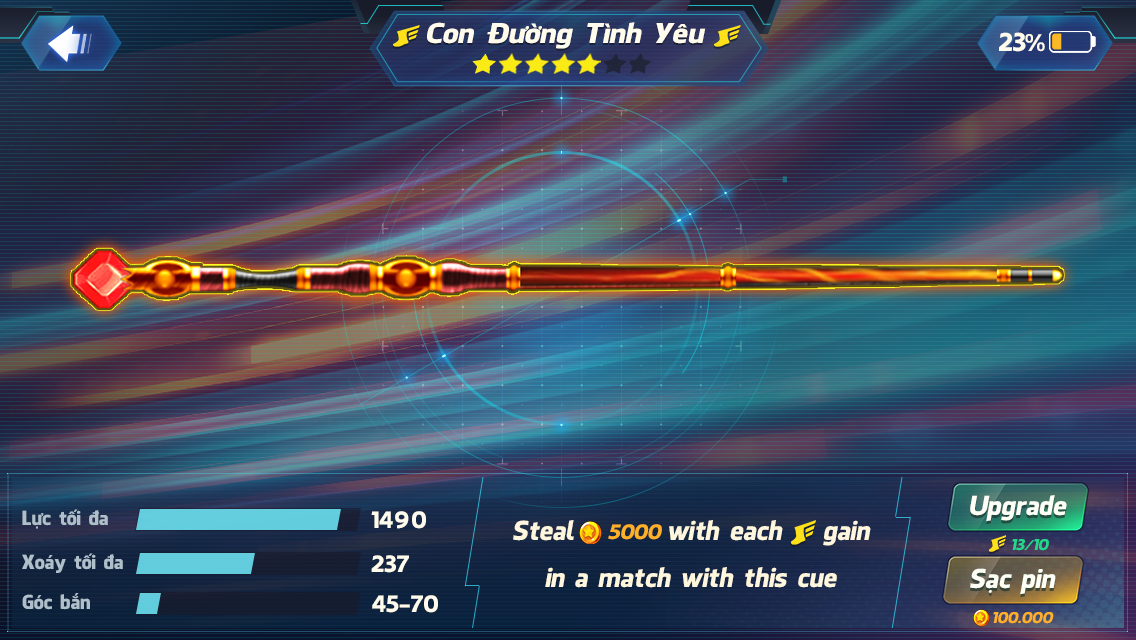 Con Đường Tình Yêu
23%
Lực tối đa 1490
Xoáy tối đa 237
Góc bắn 45-70
Steal 5000 with each gain
in a match with this cue
Upgrade
13/10
Sạc pin
100.000